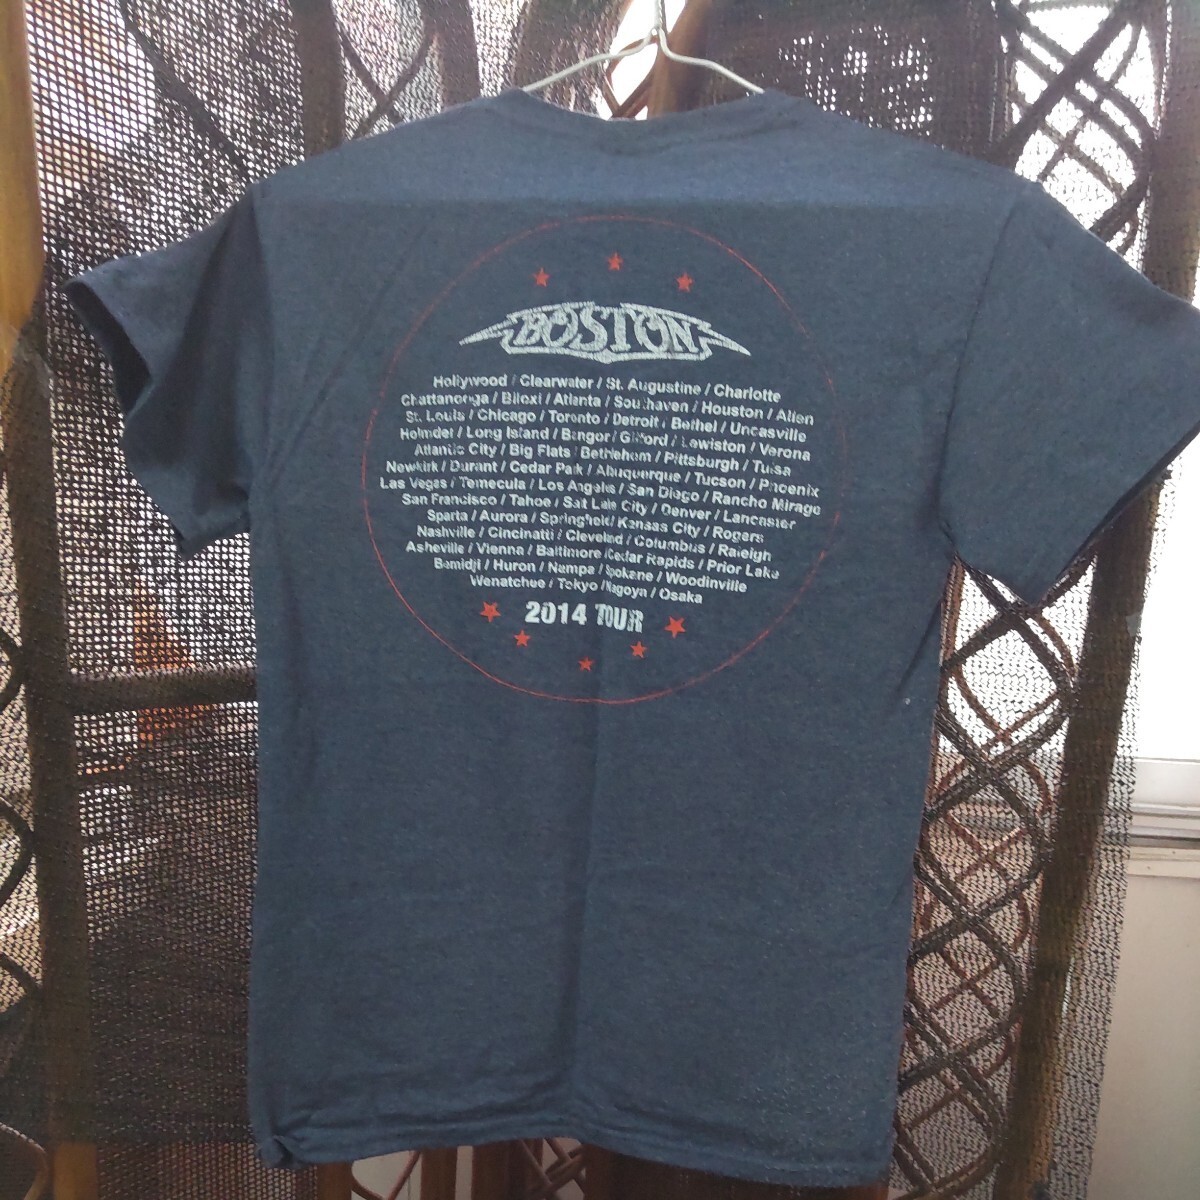 BOSTON
Hollywood / Clearwater / St. Augustine / Charlotte
Chattanooga / Biloxi / Atlanta / Southaven / Houston / Allen
St. Louis / Chicago / Toronto / Detroit / Bethel / Uncasville
Holmdel / Long Island / Bangor / Gilford / Lewiston / Verona
Atlantic City / Big Flats / Bethlehem / Pittsburgh / Tulsa
Newkirk / Durant / Cedar Park / Albuquerque / Tucson / Phoenix
Las Vegas / Temecula / Los Angeles / San Diego / Rancho Mirage
San Francisco / Tahoe / Salt Lake City / Denver / Lancaster
Sparta / Aurora / Springfield / Kansas City / Rogers
Nashville / Cincinatti / Cleveland / Columbus / Raleigh
Asheville / Vienna / Baltimore / Cedar Rapids / Prior Lake
Bemidji / Huron / Nampa / Spokane / Woodinville
Wenatchee / Tokyo / Nagoya / Osaka
2014 TOUR